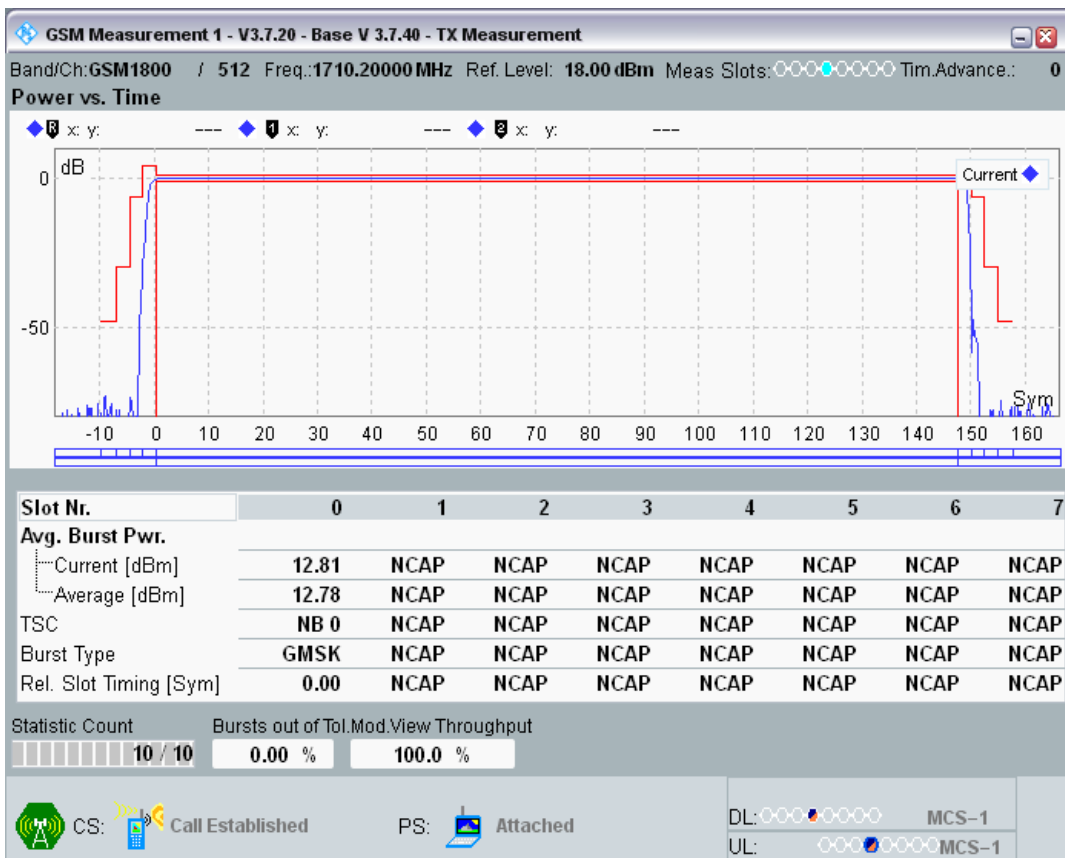 GSM Measurement 1 - V3.7.20 - Base V 3.7.40 - TX Measurement
Band/Ch:GSM1800 / 512 Freq.:1710.20000 MHz Ref. Level: 18.00 dBm Meas Slots: Tim.Advance.: 0
Power vs. Time
R x: y: --- 1 x: y: --- 2 x: y: ---
dB
Current
0
-50
Sym
-10 0 10 20 30 40 50 60 70 80 90 100 110 120 130 140 150 160
Slot Nr. 0 1 2 3 4 5 6 7
Avg. Burst Pwr.
Current [dBm] 12.81 NCAP NCAP NCAP NCAP NCAP NCAP NCAP
Average [dBm] 12.78 NCAP NCAP NCAP NCAP NCAP NCAP NCAP
TSC NB 0 NCAP NCAP NCAP NCAP NCAP NCAP NCAP
Burst Type GMSK NCAP NCAP NCAP NCAP NCAP NCAP NCAP
Rel. Slot Timing [Sym] 0.00 NCAP NCAP NCAP NCAP NCAP NCAP NCAP
Statistic Count Bursts out of Tol.Mod.View Throughput
10 / 10 0.00 % 100.0 %
CS: Call Established PS: Attached
DL: MCS-1
UL: MCS-1